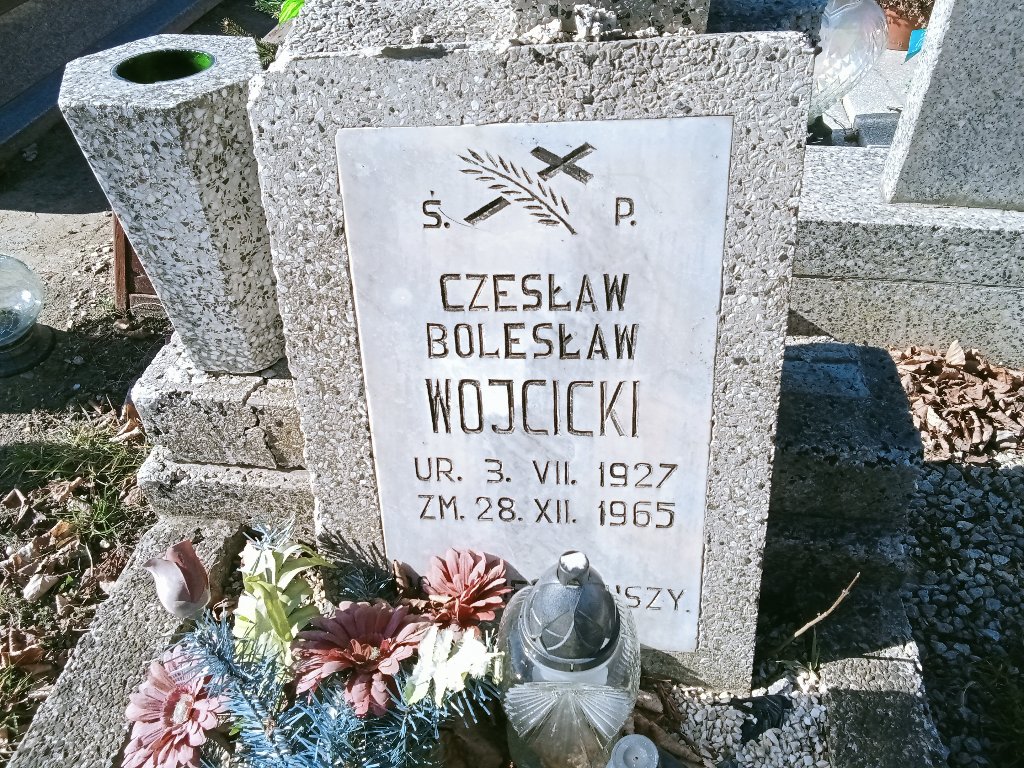 Ś. P.
CZESŁAW
BOLESŁAW
WOJCICKI
UR. 3. VII. 1927
ZM. 28. XII. 1965